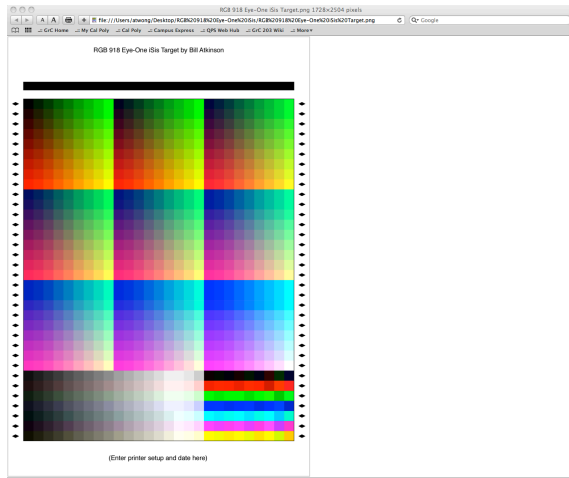 RGB 918 Eye-One iSis Target.png 1728×2504 pixels
A A file:///Users/atwong/Desktop/RGB%20918%20Eye-One%20iSis/RGB%20918%20Eye-One%20iSis%20Target.png Q Google
GrC Home My Cal Poly Cal Poly Campus Express QPS Web Hub GrC 203 Wiki More
RGB 918 Eye-One iSis Target by Bill Atkinson
(Enter printer setup and date here)